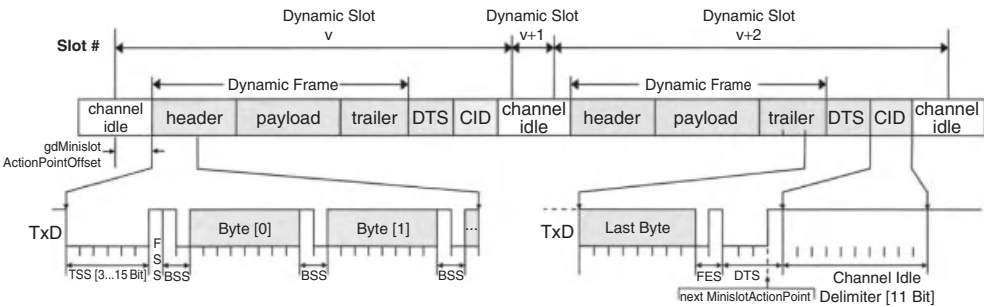 Dynamic Slot
v
Dynamic Slot
v+1
Dynamic Slot
v+2
Slot #
Dynamic Frame
Dynamic Frame
channel idle
header
payload
trailer
DTS
CID
channel idle
header
payload
trailer
DTS
CID
channel idle
gdMinislot
ActionPointOffset
TxD
F
S
S
Byte [0]
Byte [1]
...
TSS [3...15 Bit]
BSS
BSS
BSS
TxD
Last Byte
FES
DTS
Channel Idle
Delimiter [11 Bit]
next MinislotActionPoint